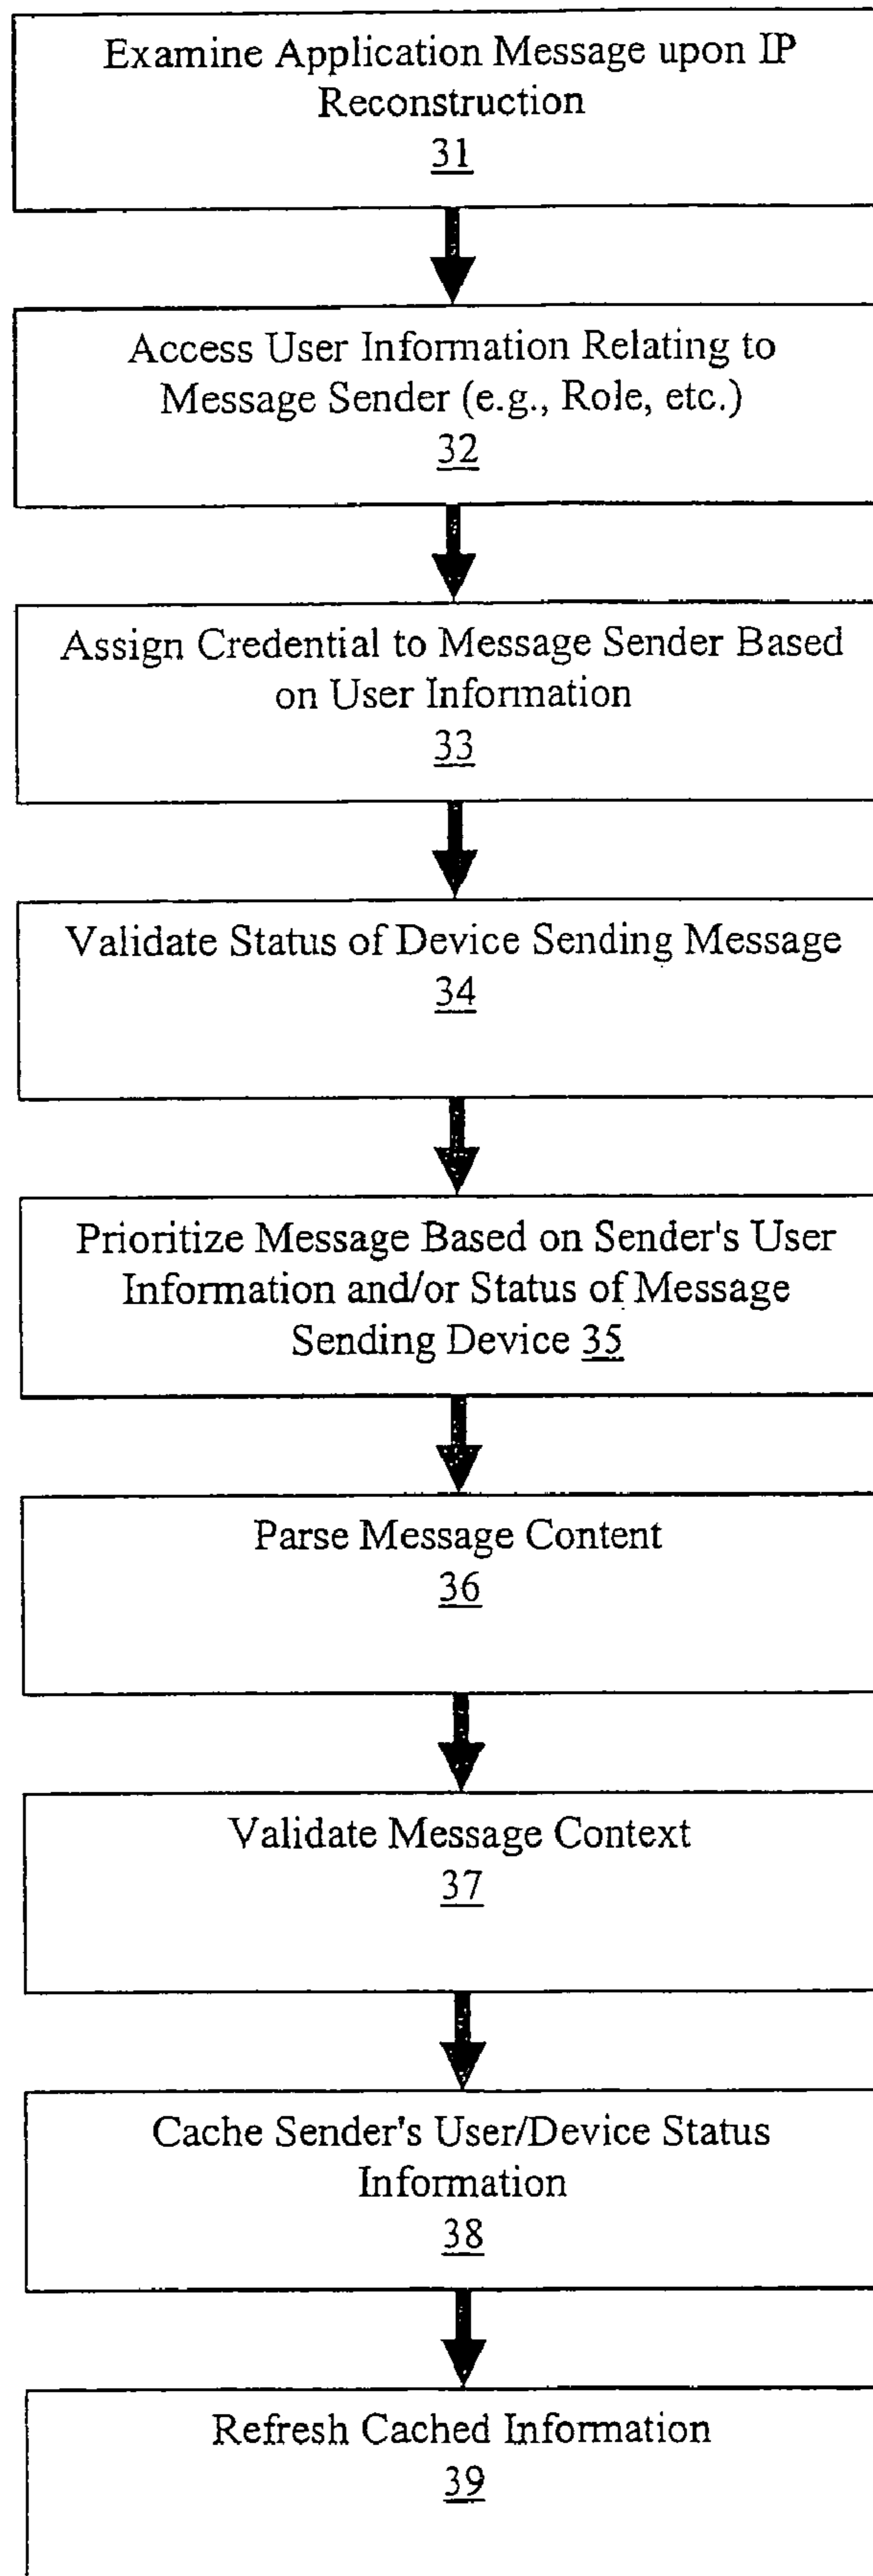 Examine Application Message upon IP
Reconstruction
31
Access User Information Relating to
Message Sender (e.g., Role, etc.)
32
Assign Credential to Message Sender Based
on User Information
33
Validate Status of Device Sending Message
34
Prioritize Message Based on Sender's User
Information and/or Status of Message
Sending Device 35
Parse Message Content
36
Validate Message Context
37
Cache Sender's User/Device Status
Information
38
Refresh Cached Information
39